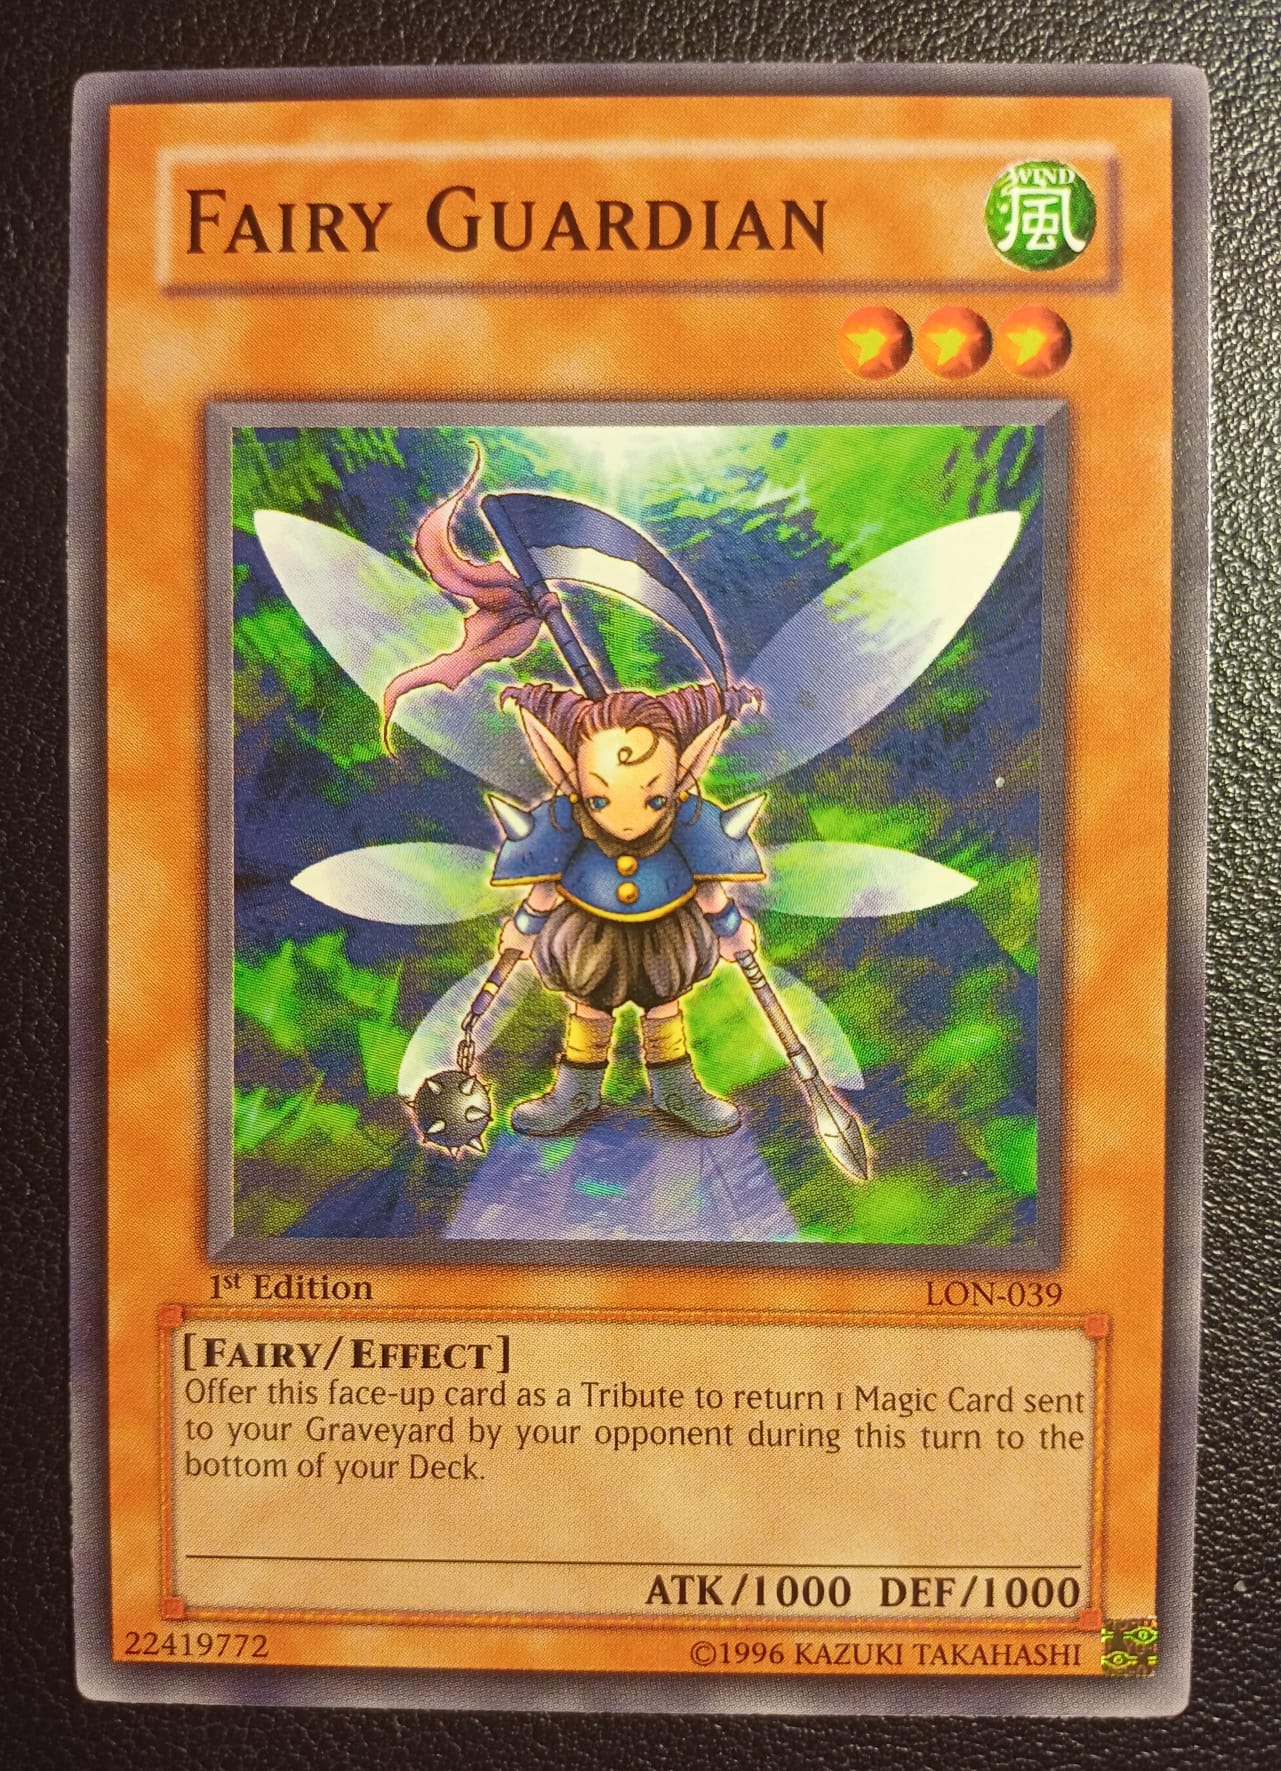 FAIRY GUARDIAN
WIND
風
1st Edition
LON-039
[FAIRY/EFFECT]
Offer this face-up card as a Tribute to return 1 Magic Card sent
to your Graveyard by your opponent during this turn to the
bottom of your Deck.
ATK/1000 DEF/1000
22419772
©1996 KAZUKI TAKAHASHI